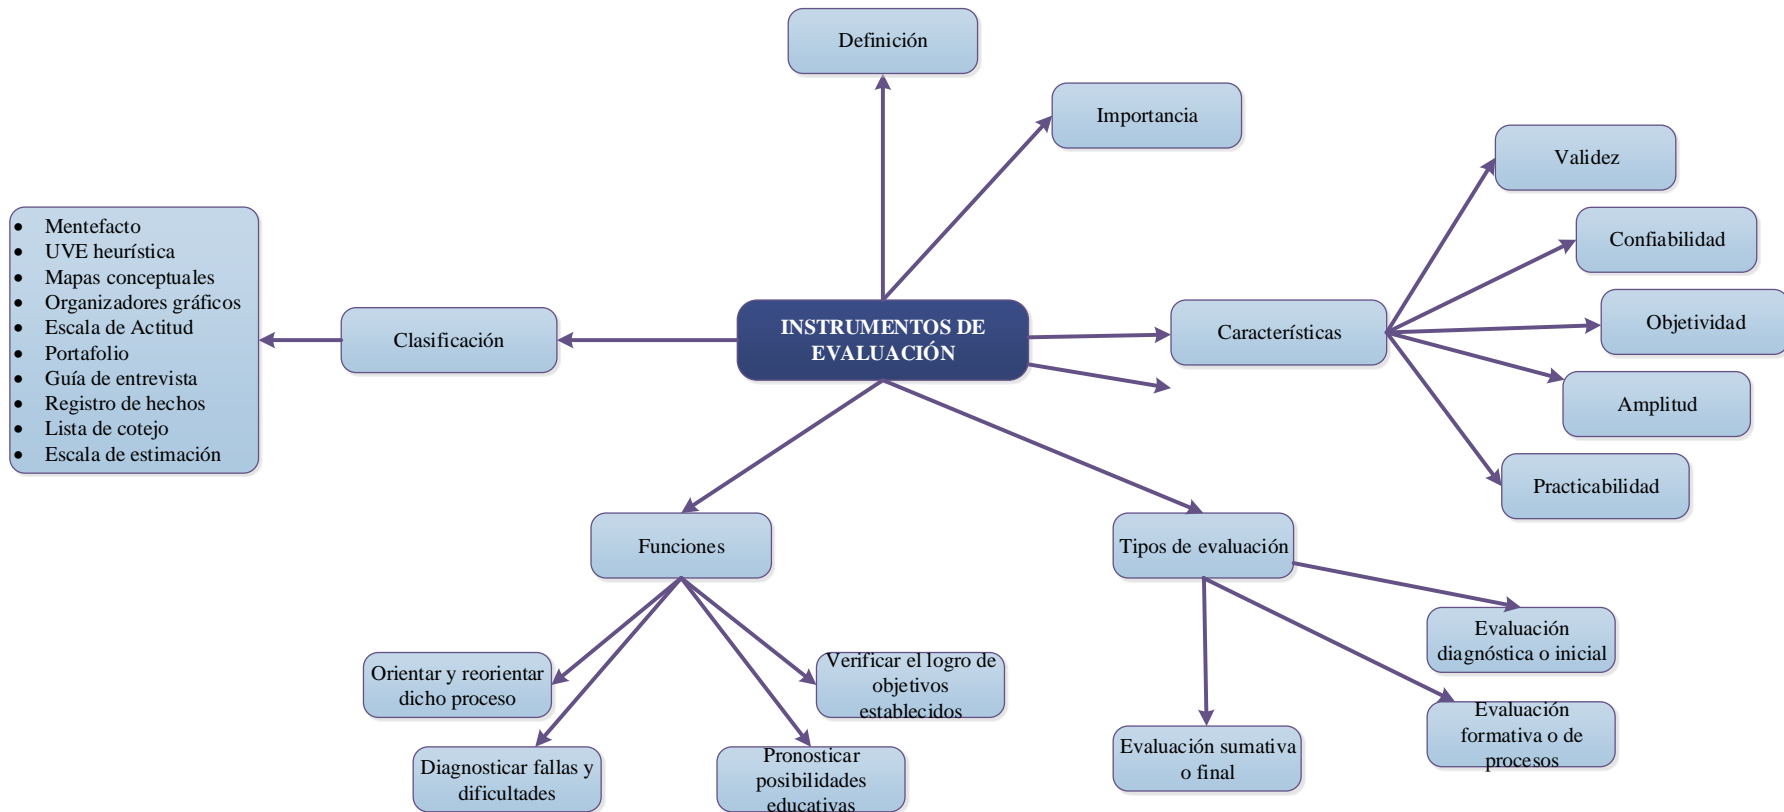 Definición
Importancia
INSTRUMENTOS DE
EVALUACIÓN
Clasificación
• Mentefacto
• UVE heurística
• Mapas conceptuales
• Organizadores gráficos
• Escala de Actitud
• Portafolio
• Guía de entrevista
• Registro de hechos
• Lista de cotejo
• Escala de estimación
Características
Validez
Confiabilidad
Objetividad
Amplitud
Practicabilidad
Funciones
Orientar y reorientar
dicho proceso
Diagnosticar fallas y
dificultades
Pronosticar
posibilidades
educativas
Verificar el logro de
objetivos
establecidos
Tipos de evaluación
Evaluación sumativa
o final
Evaluación
formativa o de
procesos
Evaluación
diagnóstica o inicial